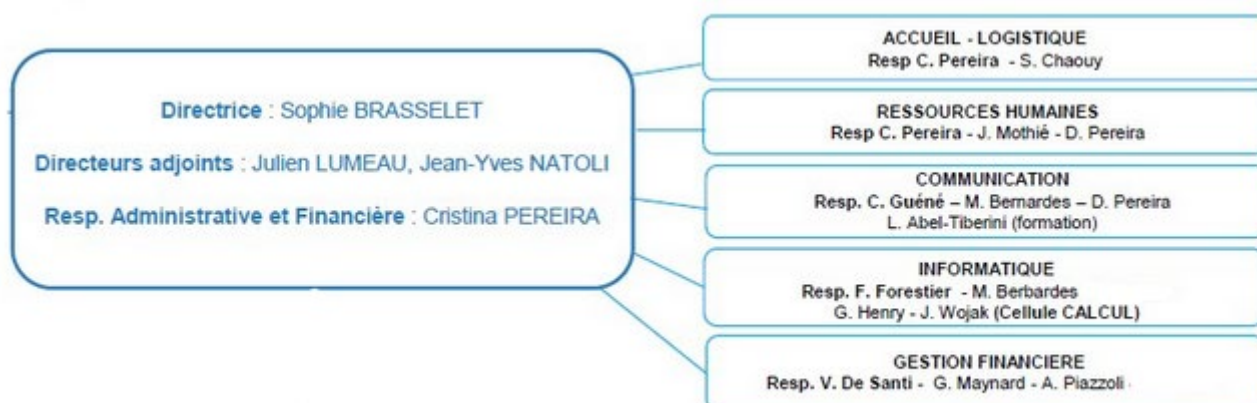 Directrice : Sophie BRASSELET
Directeurs adjoints : Julien LUMEAU, Jean-Yves NATOLI
Resp. Administrative et Financière : Cristina PEREIRA
ACCUEIL - LOGISTIQUE
Resp C. Pereira - S. Chaouy
RESSOURCES HUMAINES
Resp C. Pereira - J. Mothié - D. Pereira
COMMUNICATION
Resp. C. Guéné – M. Bernardes – D. Pereira
L. Abel-Tiberini (formation)
INFORMATIQUE
Resp. F. Forestier - M. Berbardes
G. Henry - J. Wojak (Cellule CALCUL)
GESTION FINANCIERE
Resp. V. De Santi - G. Maynard - A. Piazzoli